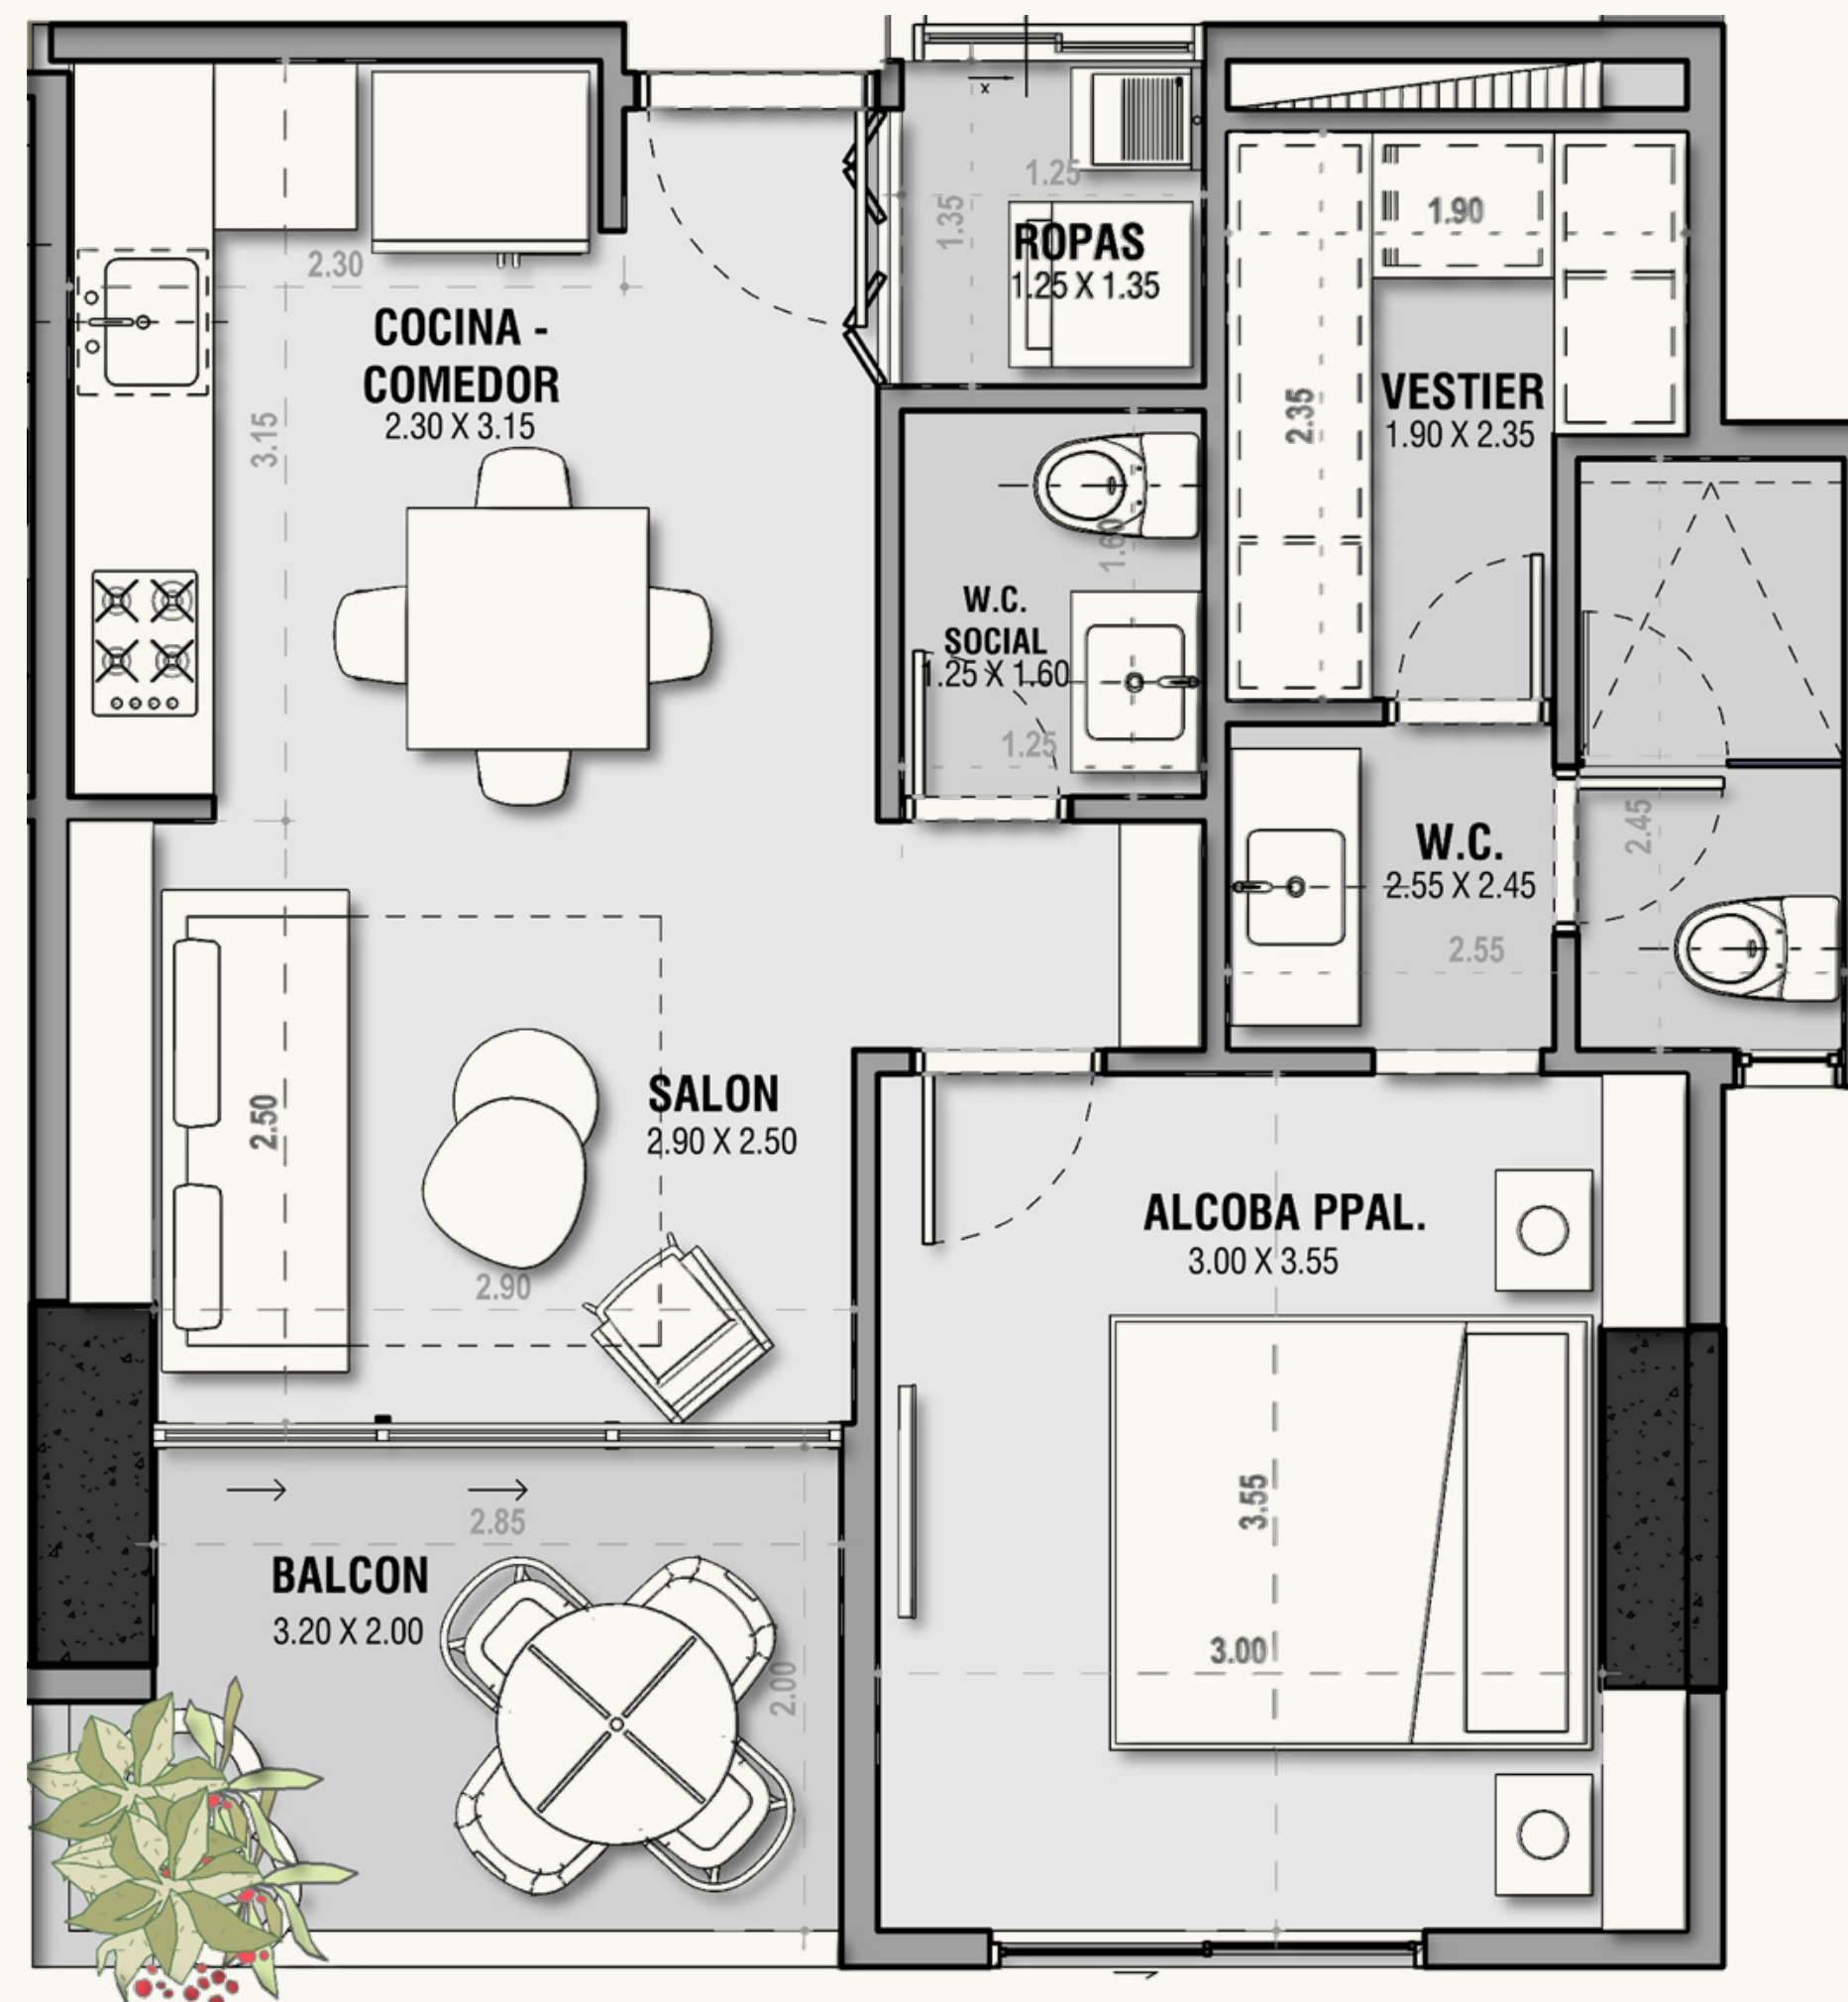 x
1.25
1.35
ROPAS
1.25 X 1.35
1.90
2.30
COCINA -
COMEDOR
2.30 X 3.15
3.15
2.35
VESTIER
1.90 X 2.35
1.60
W.C.
SOCIAL
1.25 X 1.60
1.25
2.45
W.C.
2.55 X 2.45
2.55
2.50
SALON
2.90 X 2.50
2.90
ALCOBA PPAL.
3.00 X 3.55
3.55
3.00
2.85
BALCON
3.20 X 2.00
2.00